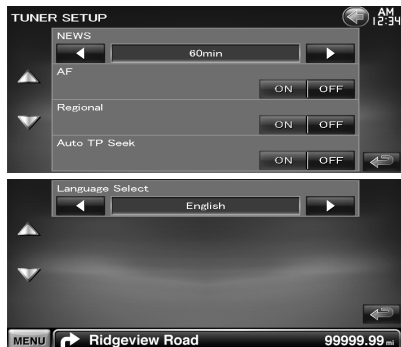 TUNER SETUP
AM
12:34
NEWS
60min
AF
ON OFF
Regional
ON OFF
Auto TP Seek
ON OFF
Language Select
English
MENU Ridgeview Road 99999.99 mi